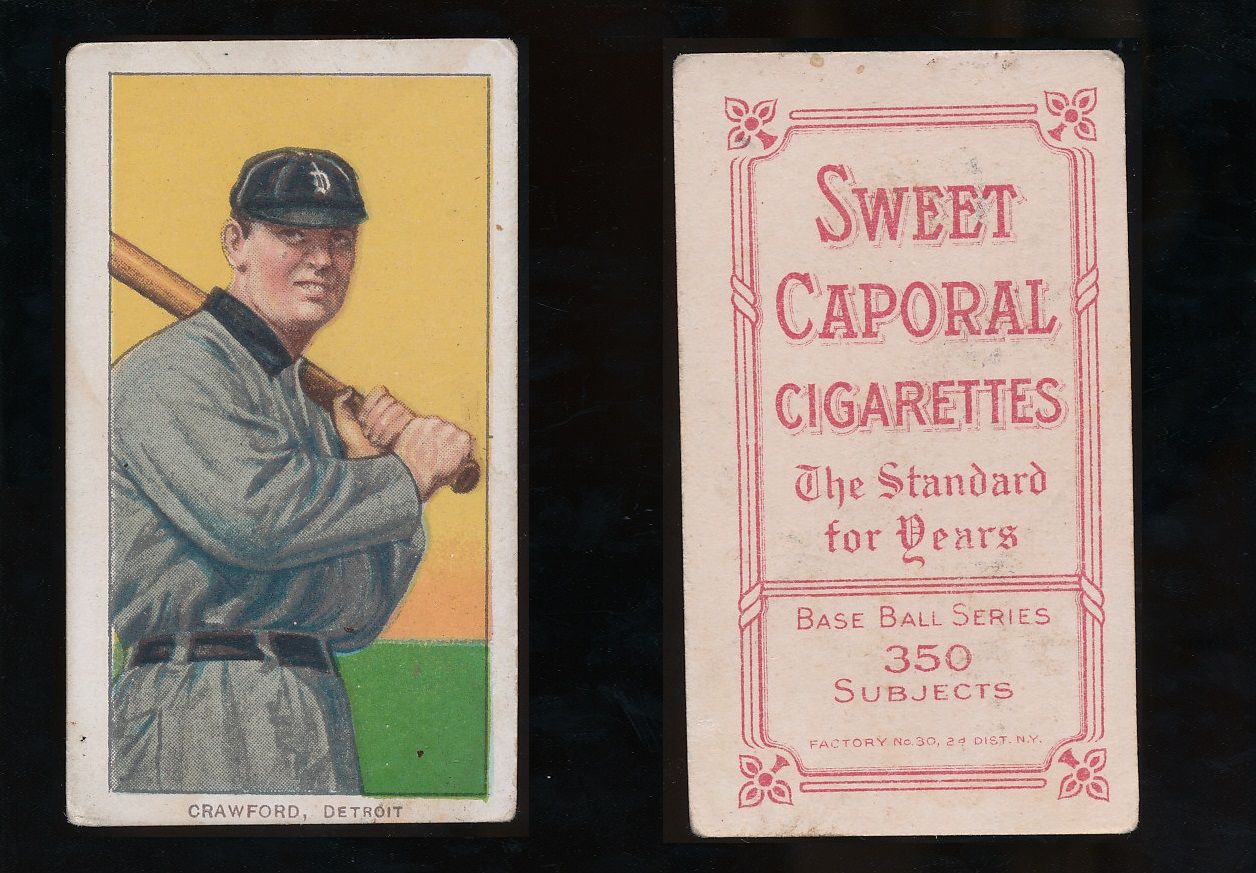 D
CRAWFORD, DETROIT
SWEET
CAPORAL
CIGARETTES
The Standard
for Years
BASE BALL SERIES
350
SUBJECTS
FACTORY No. 30, 2d DIST. N.Y.